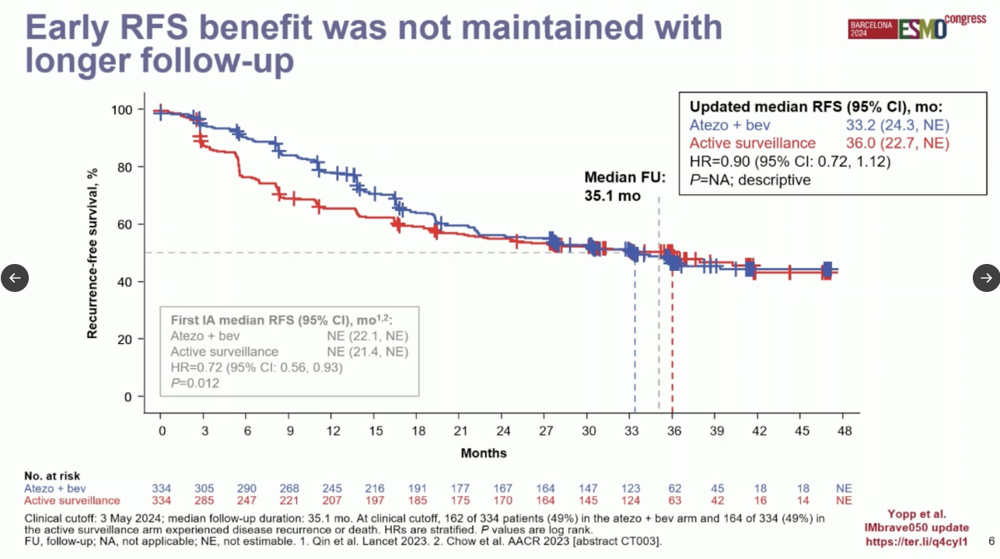 Early RFS benefit was not maintained with
longer follow-up
BARCELONA
2024
ESMO congress
Updated median RFS (95% CI), mo:
Atezo + bev 33.2 (24.3, NE)
Active surveillance 36.0 (22.7, NE)
HR=0.90 (95% CI: 0.72, 1.12)
P=NA; descriptive
Median FU:
35.1 mo
Recurrence-free survival, %
100
80
60
40
20
0
First IA median RFS (95% CI), mo1,2:
Atezo + bev NE (22.1, NE)
Active surveillance NE (21.4, NE)
HR=0.72 (95% CI: 0.56, 0.93)
P=0.012
0 3 6 9 12 15 18 21 24 27 30 33 36 39 42 45 48
Months
No. at risk
Atezo + bev 334 305 290 268 245 216 191 177 167 164 147 123 62 45 18 18 NE
Active surveillance 334 285 247 221 207 197 185 175 170 164 145 124 63 42 16 14 NE
Clinical cutoff: 3 May 2024; median follow-up duration: 35.1 mo. At clinical cutoff, 162 of 334 patients (49%) in the atezo + bev arm and 164 of 334 (49%) in
the active surveillance arm experienced disease recurrence or death. HRs are stratified. P values are log rank.
FU, follow-up; NA, not applicable; NE, not estimable. 1. Qin et al. Lancet 2023. 2. Chow et al. AACR 2023 [abstract CT003].
Yopp et al.
IMbrave050 update
https://ter.li/q4cyl1
6